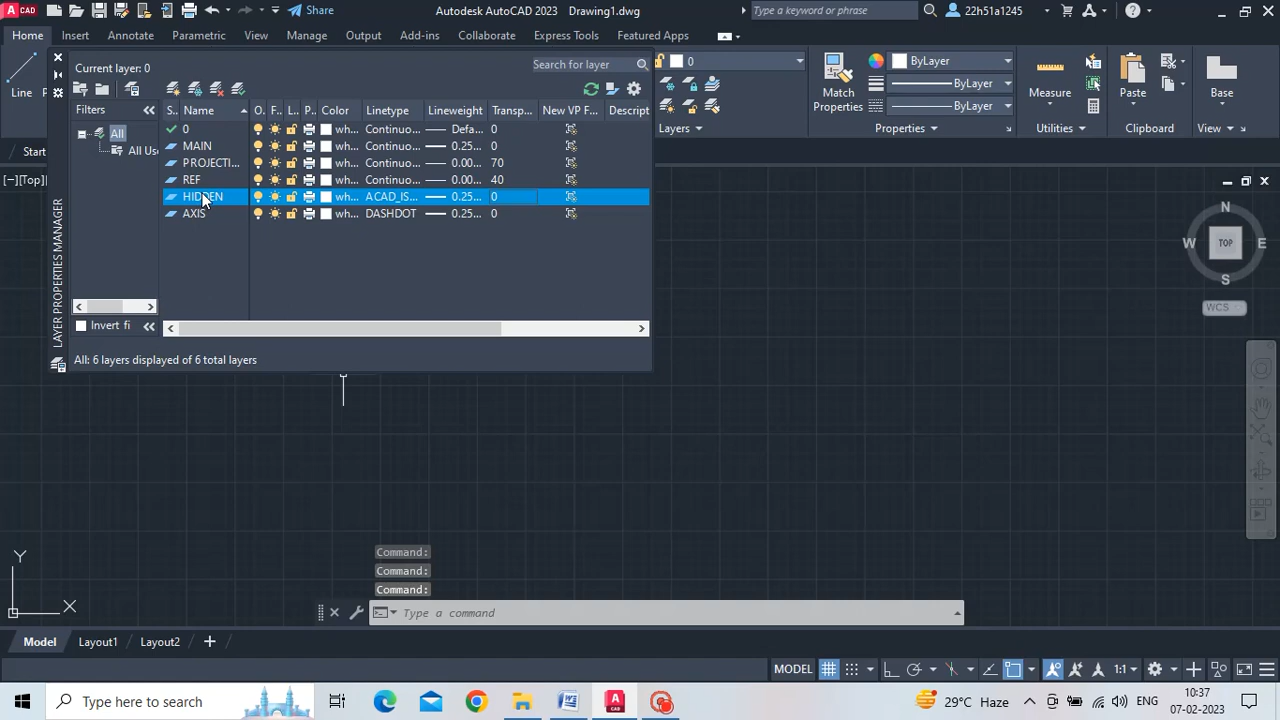 CAD Share Autodesk AutoCAD 2023 Drawing1.dwg Type a keyword or phrase 22h51a1245
Home Insert Annotate Parametric View Manage Output Add-ins Collaborate Express Tools Featured Apps
Line
Current layer: 0
Search for layer
Filters
All
All Use
Invert fi
S.. Name O. F.. L.. P.. Color Linetype Lineweight Transp... New VP F... Descript
0 wh... Continuo... Defa... 0
MAIN wh... Continuo... 0.25... 0
PROJECTI... wh... Continuo... 0.00... 70
REF wh... Continuo... 0.00... 40
HIDDEN wh... ACAD_IS... 0.25... 0
AXIS wh... DASHDOT 0.25... 0
All: 6 layers displayed of 6 total layers
LAYER PROPERTIES MANAGER
0
Layers
Match
Properties
ByLayer
ByLayer
ByLayer
Properties
Measure
Utilities
Paste
Clipboard
Base
View
Start
[-][Top]
N
W TOP E
S
WCS
Y
X
Command:
Command:
Command:
Type a command
Model Layout1 Layout2 +
MODEL 1:1
Type here to search
29°C Haze ENG 10:37
07-02-2023